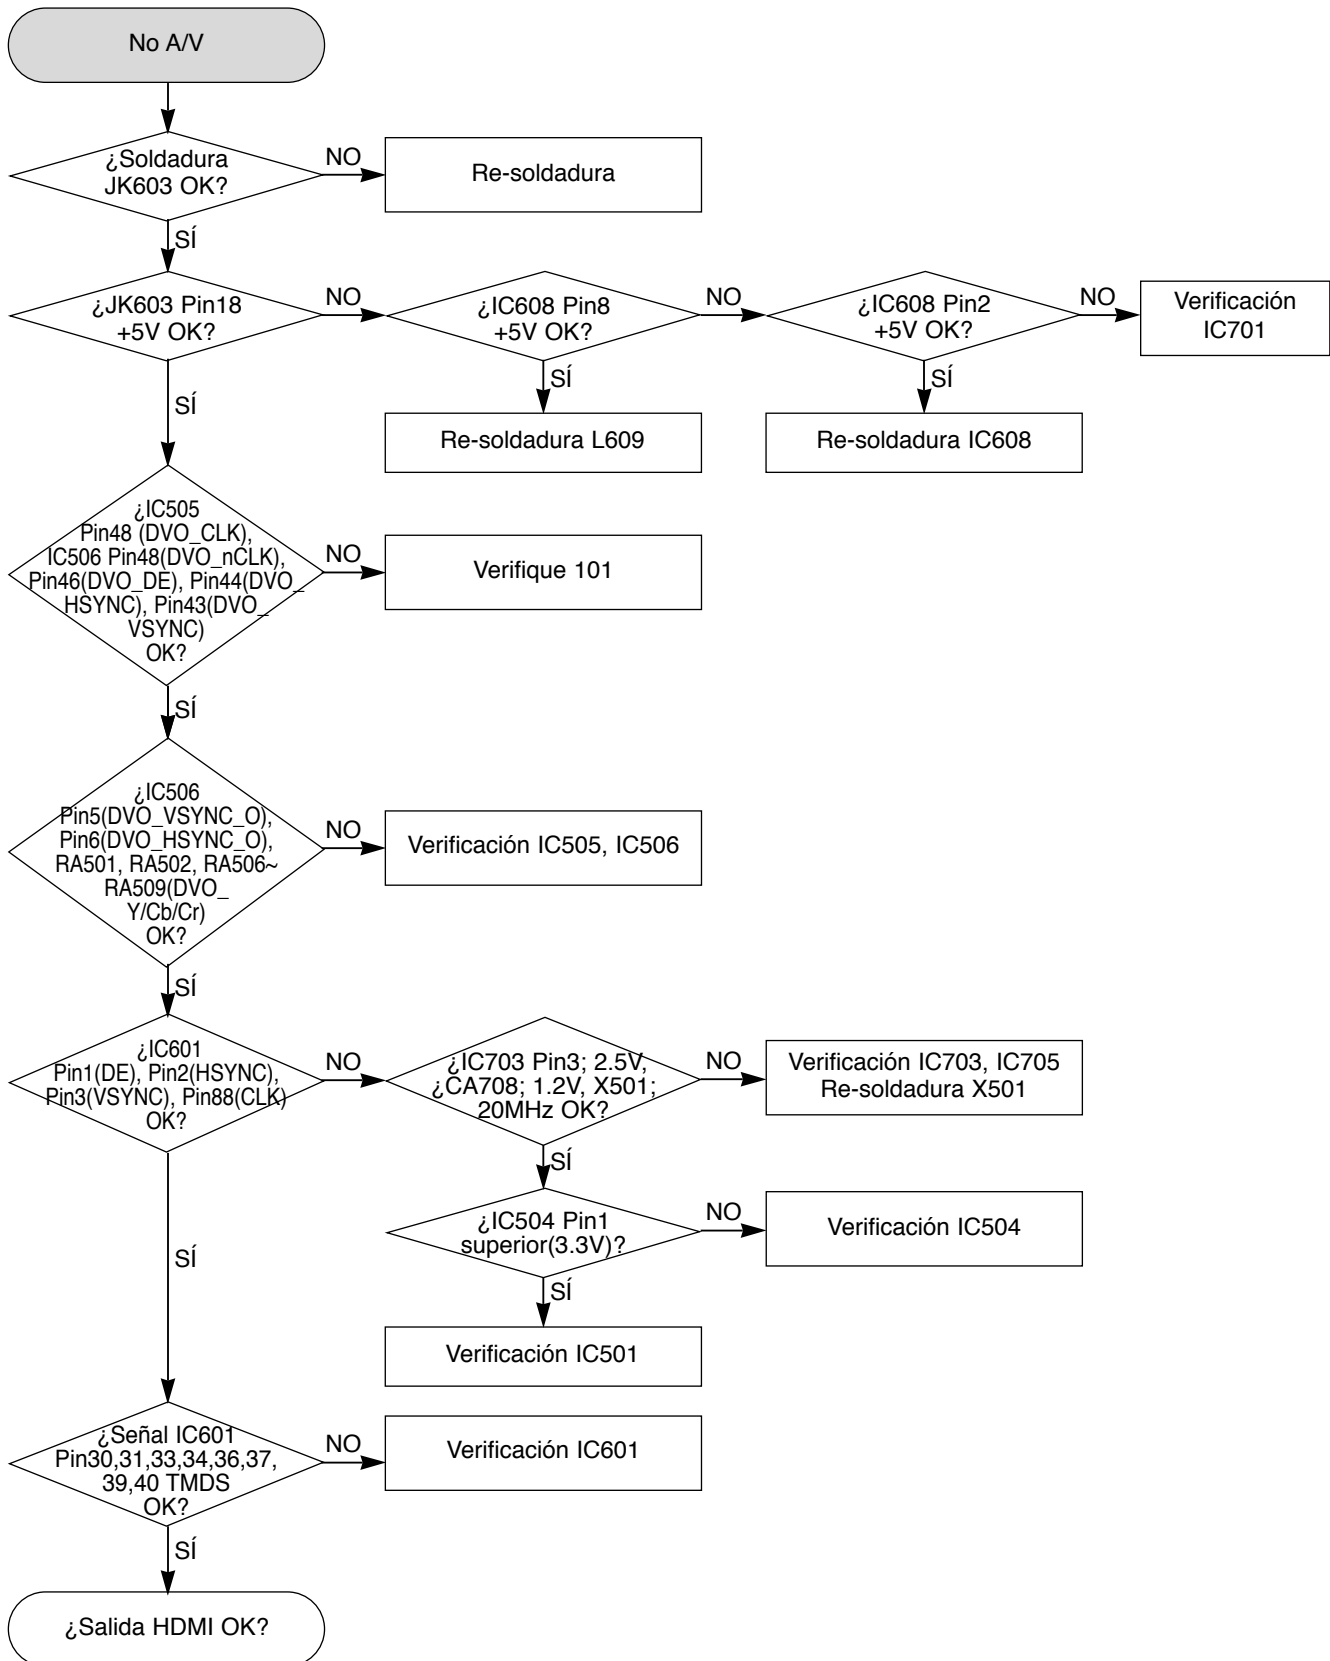 No A/V
¿Soldadura
JK603 OK?
NO
Re-soldadura
SÍ
¿JK603 Pin18
+5V OK?
NO
¿IC608 Pin8
+5V OK?
NO
¿IC608 Pin2
+5V OK?
NO
Verificación
IC701
SÍ
SÍ
SÍ
Re-soldadura L609
Re-soldadura IC608
¿IC505
Pin48 (DVO_CLK),
IC506 Pin48(DVO_nCLK),
Pin46(DVO_DE), Pin44(DVO_
HSYNC), Pin43(DVO_
VSYNC)
OK?
NO
Verifique 101
SÍ
¿IC506
Pin5(DVO_VSYNC_O),
Pin6(DVO_HSYNC_O),
RA501, RA502, RA506~
RA509(DVO_
Y/Cb/Cr)
OK?
NO
Verificación IC505, IC506
SÍ
¿IC601
Pin1(DE), Pin2(HSYNC),
Pin3(VSYNC), Pin88(CLK)
OK?
NO
¿IC703 Pin3; 2.5V,
¿CA708; 1.2V, X501;
20MHz OK?
NO
Verificación IC703, IC705
Re-soldadura X501
SÍ
¿IC504 Pin1
superior(3.3V)?
NO
Verificación IC504
SÍ
SÍ
Verificación IC501
¿Señal IC601
Pin30,31,33,34,36,37,
39,40 TMDS
OK?
NO
Verificación IC601
SÍ
¿Salida HDMI OK?